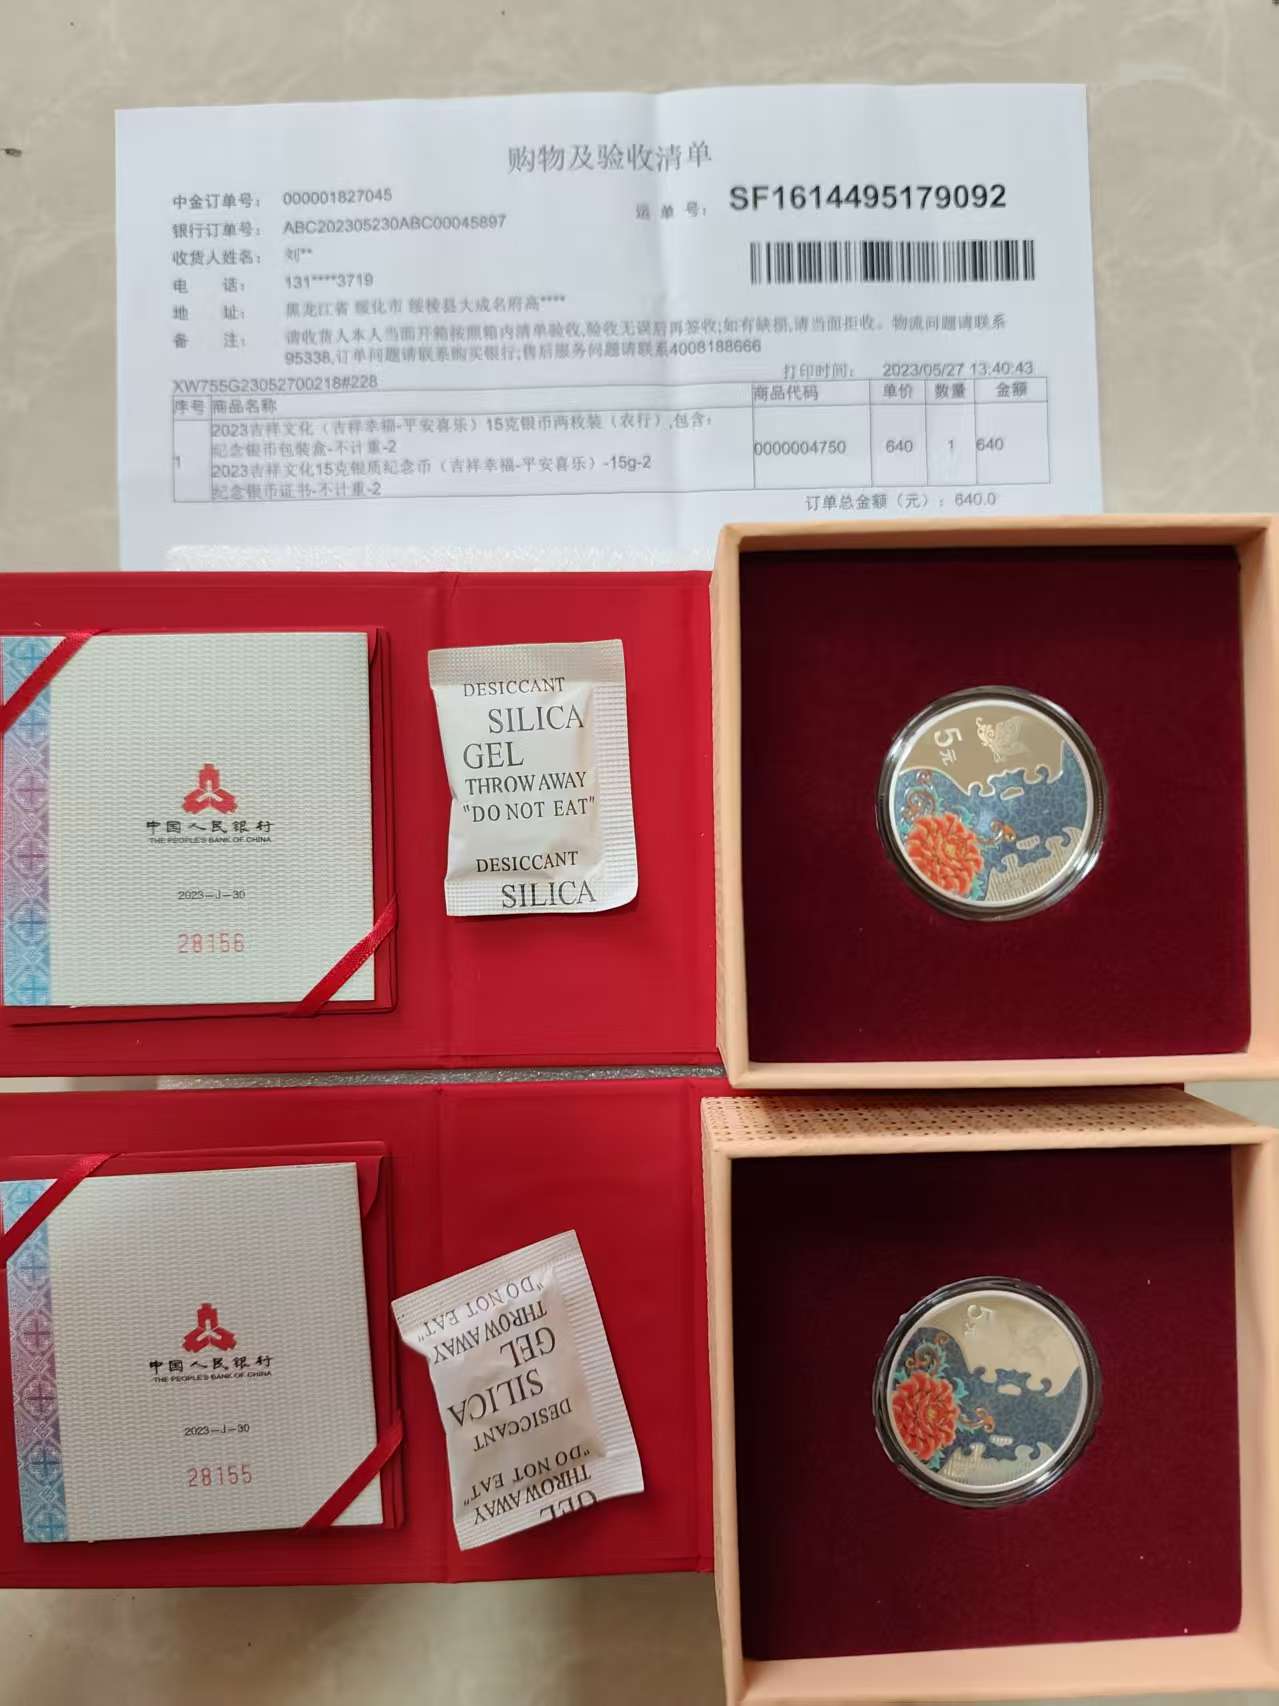 购物及验收清单
中金订单号： 000001827045
银行订单号： ABC202305230ABC00045897
运 单 号： SF1614495179092
收货人姓名： 刘**
电 话： 131****3719
地 址： 黑龙江省 绥化市 绥棱县大成名府高****
备 注： 请收货人本人当面开箱按照箱内清单验收,验收无误后再签收;如有缺损,请当面拒收。物流问题请联系
95338,订单问题请联系购买银行;售后服务问题请联系4008188666
打印时间： 2023/05/27 13:40:43
XW755G23052700218#228
序号 商品名称 商品代码 单价 数量 金额
1 2023吉祥文化（吉祥幸福-平安喜乐）15克银币两枚装（农行）,包含：
纪念银币包装盒-不计重-2
2023吉祥文化15克银质纪念币（吉祥幸福-平安喜乐）-15g-2
纪念银币证书-不计重-2
0000004750 640 1 640
订单总金额（元）：640.0
中国人民银行
THE PEOPLE'S BANK OF CHINA
2023—J—30
28156
DESICCANT
SILICA
GEL
THROW AWAY
"DO NOT EAT"
DESICCANT
SILICA
5元
中国人民银行
THE PEOPLE'S BANK OF CHINA
2023—J—30
28155
GEL
THROW AWAY
"DO NOT EAT"
DESICCANT
SILICA
GEL
THROW AWAY
"DO NOT EAT"
5元